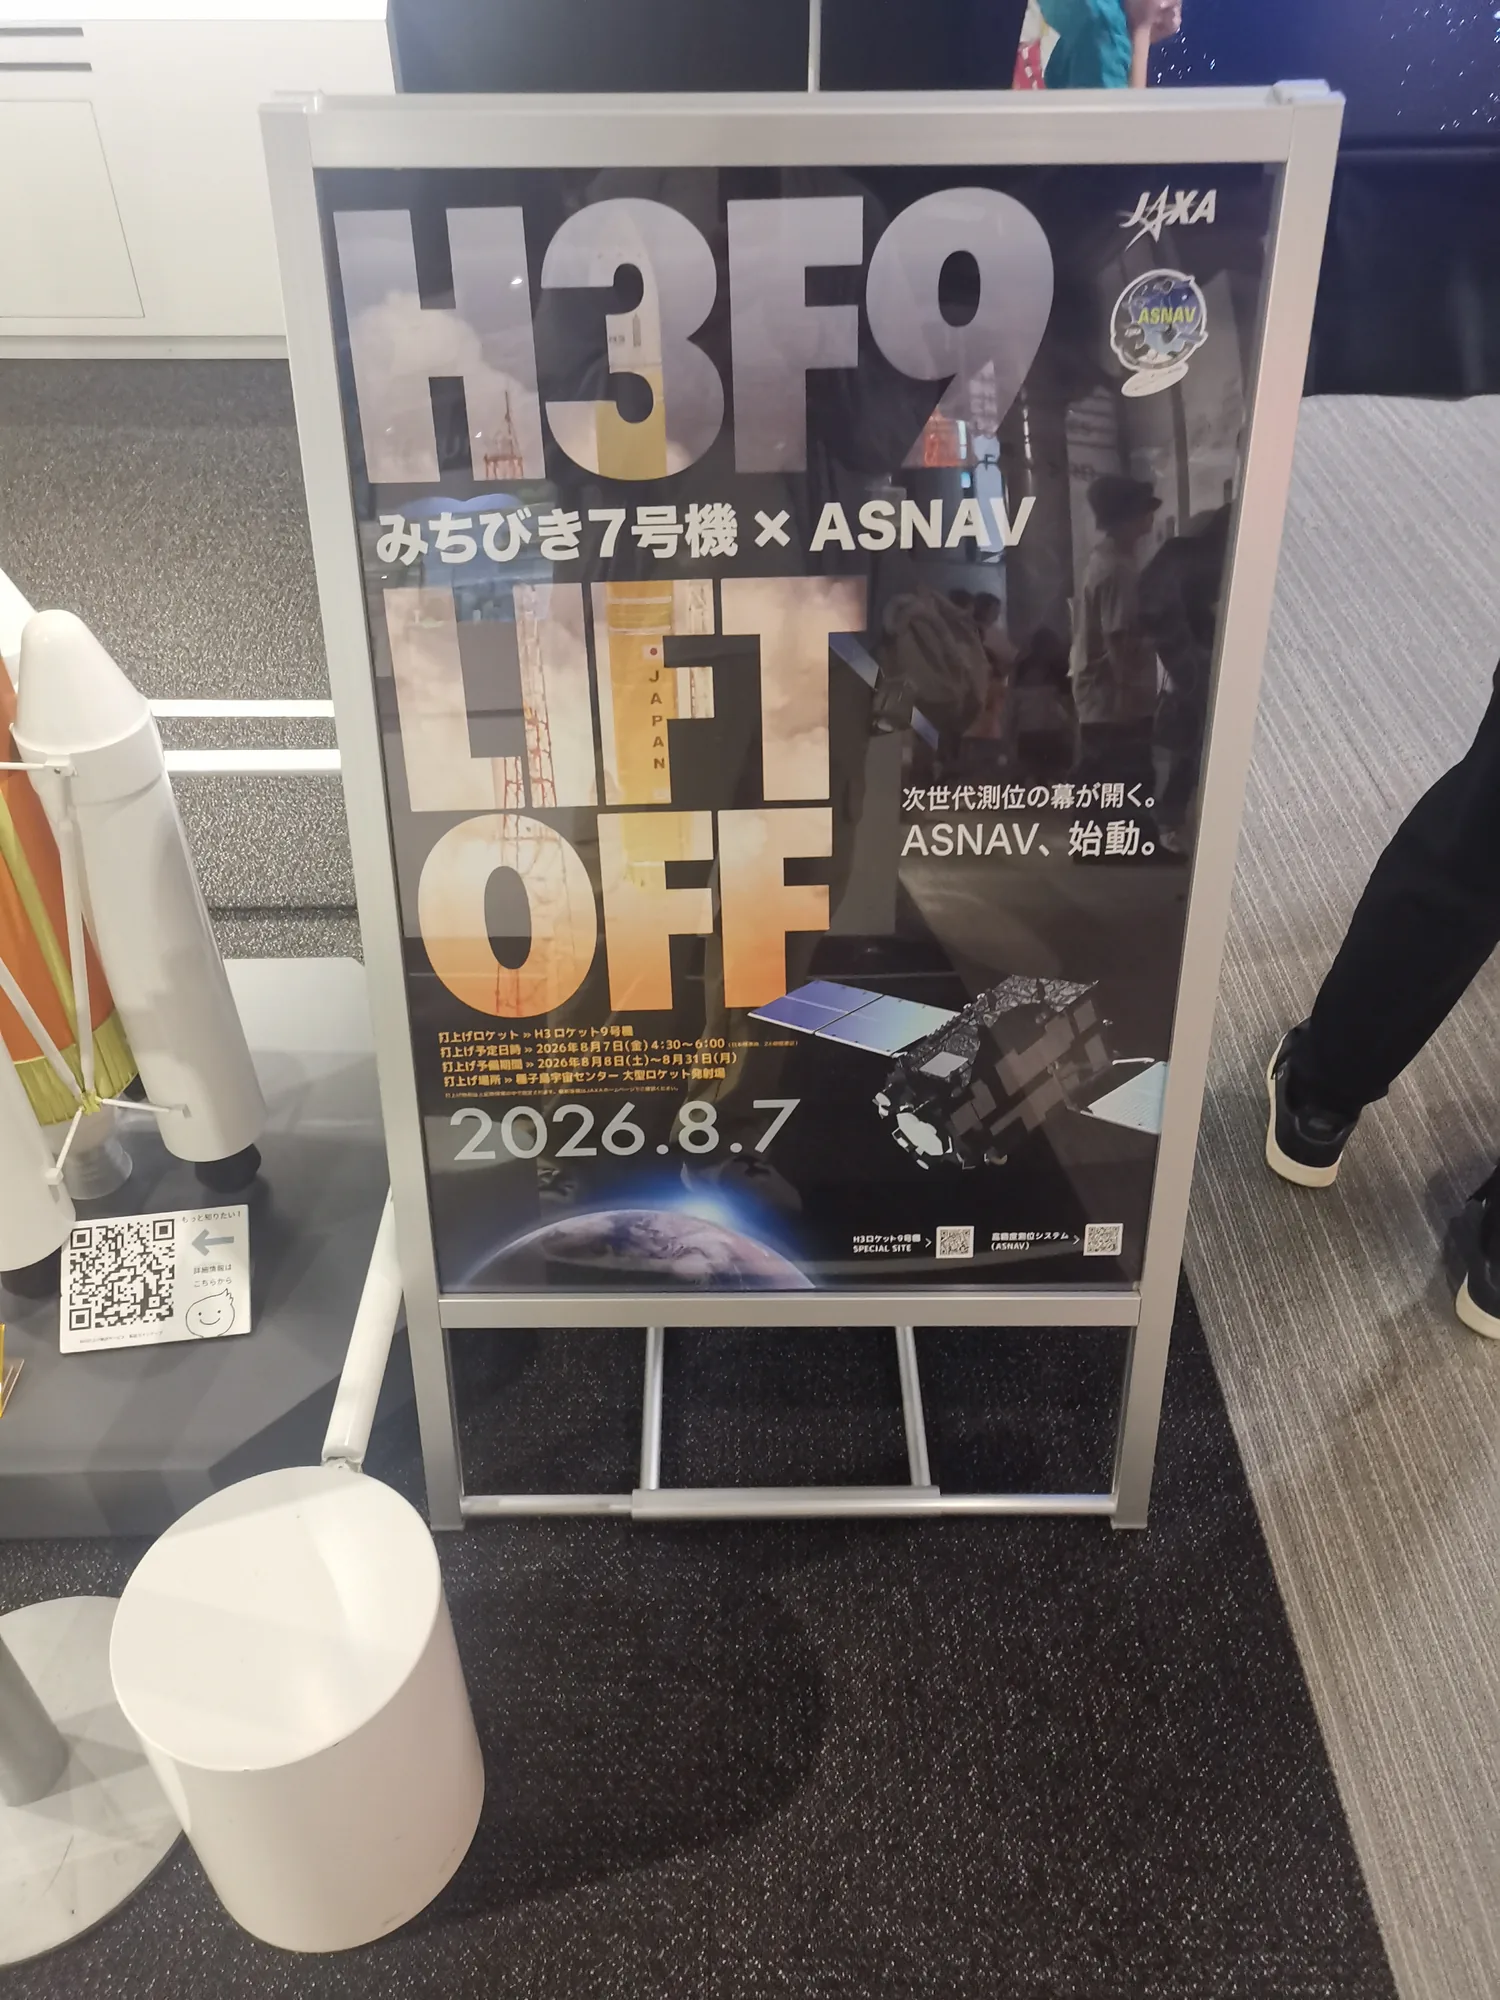 H3F9
JAXA
ASNAV
みちびき7号機 × ASNAV
LIFT
JAPAN
OFF
次世代測位の幕が開く。
ASNAV、始動。
打上げロケット » H3ロケット9号機
打上げ予定日時 » 2026年8月7日(金) 4:30~6:00
打上げ予備期間 » 2026年8月8日(土)~8月31日(月)
打上げ場所 » 種子島宇宙センター 大型ロケット発射場
2026.8.7
H3ロケット9号機
SPECIAL SITE
高精度測位システム
(ASNAV)
もっと知りたい!
詳細情報は
こちらから